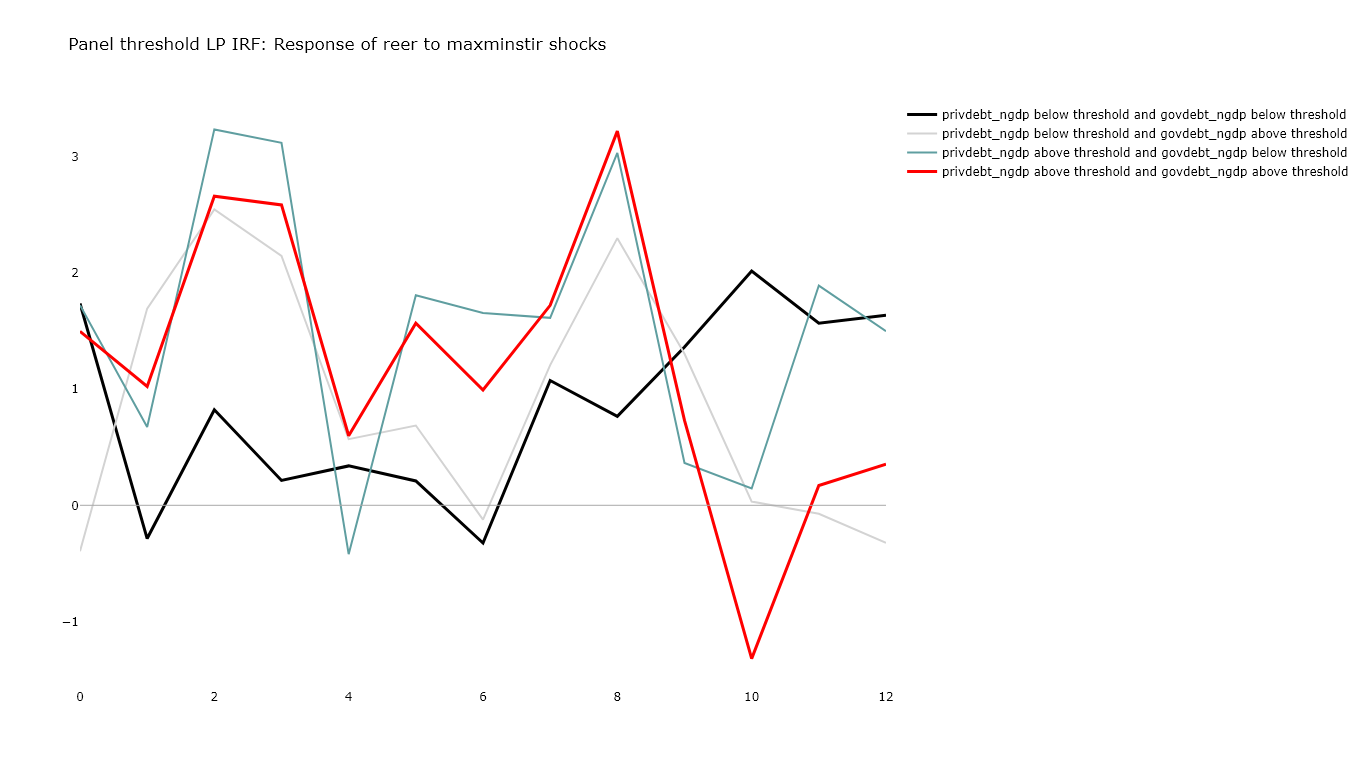 Panel threshold LP IRF: Response of reer to maxminstir shocks
privdebt_ngdp below threshold and govdebt_ngdp below threshold
privdebt_ngdp below threshold and govdebt_ngdp above threshold
privdebt_ngdp above threshold and govdebt_ngdp below threshold
privdebt_ngdp above threshold and govdebt_ngdp above threshold
3
2
1
0
−1
0 2 4 6 8 10 12